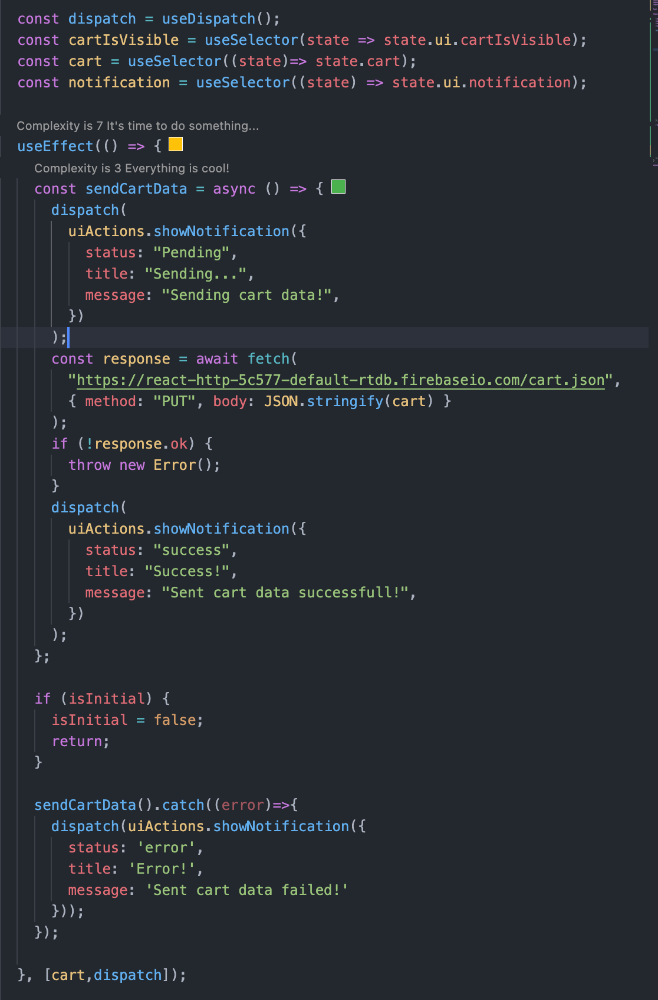 const dispatch = useDispatch();
const cartIsVisible = useSelector(state => state.ui.cartIsVisible);
const cart = useSelector((state)=> state.cart);
const notification = useSelector((state) => state.ui.notification);
Complexity is 7 It's time to do something...
useEffect(() => {
Complexity is 3 Everything is cool!
const sendCartData = async () => {
dispatch(
uiActions.showNotification({
status: "Pending",
title: "Sending...",
message: "Sending cart data!",
})
);
const response = await fetch(
"https://react-http-5c577-default-rtdb.firebaseio.com/cart.json",
{ method: "PUT", body: JSON.stringify(cart) }
);
if (!response.ok) {
throw new Error();
}
dispatch(
uiActions.showNotification({
status: "success",
title: "Success!",
message: "Sent cart data successfull!",
})
);
};
if (isInitial) {
isInitial = false;
return;
}
sendCartData().catch((error)=>{
dispatch(uiActions.showNotification({
status: 'error',
title: 'Error!',
message: 'Sent cart data failed!'
}));
});
}, [cart,dispatch]);